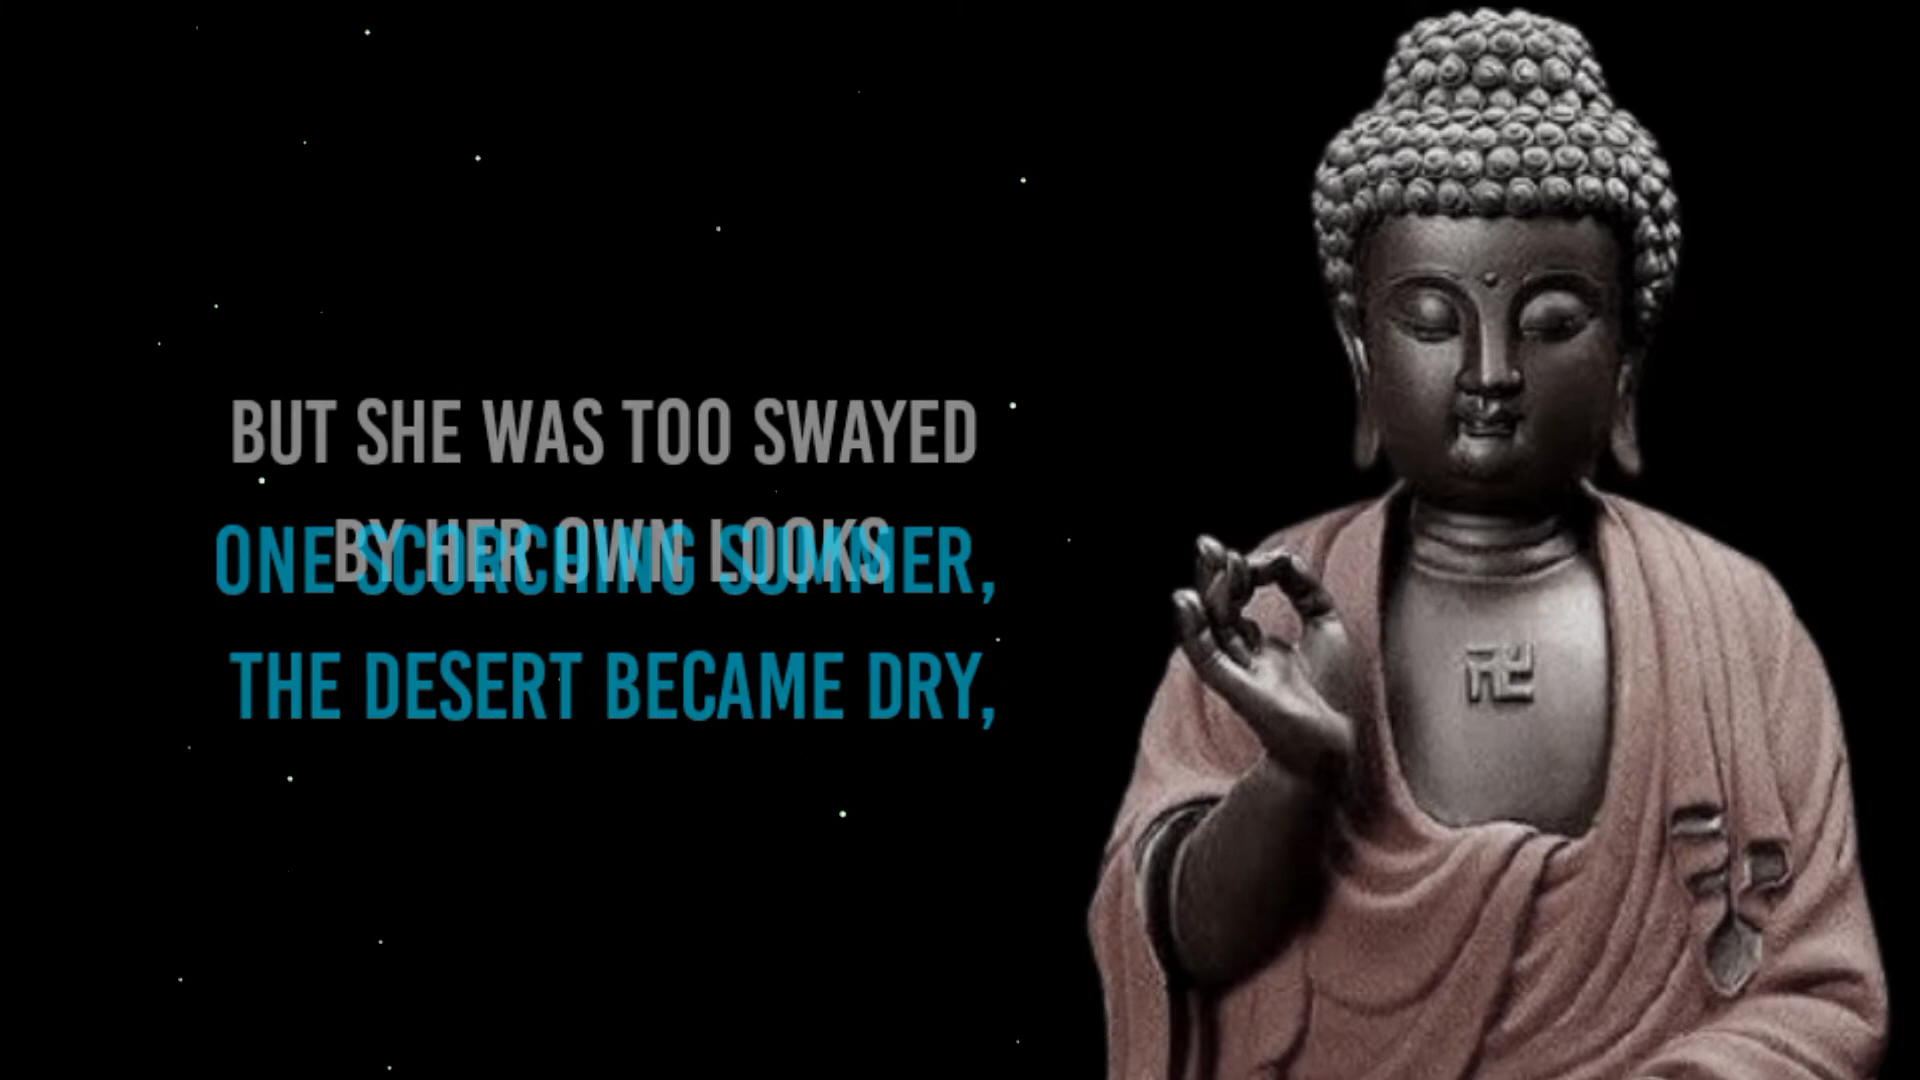 BUT SHE WAS TOO SWAYED
BY HER OWN LOOKS
ONE SCORCHING SUMMER,
THE DESERT BECAME DRY,